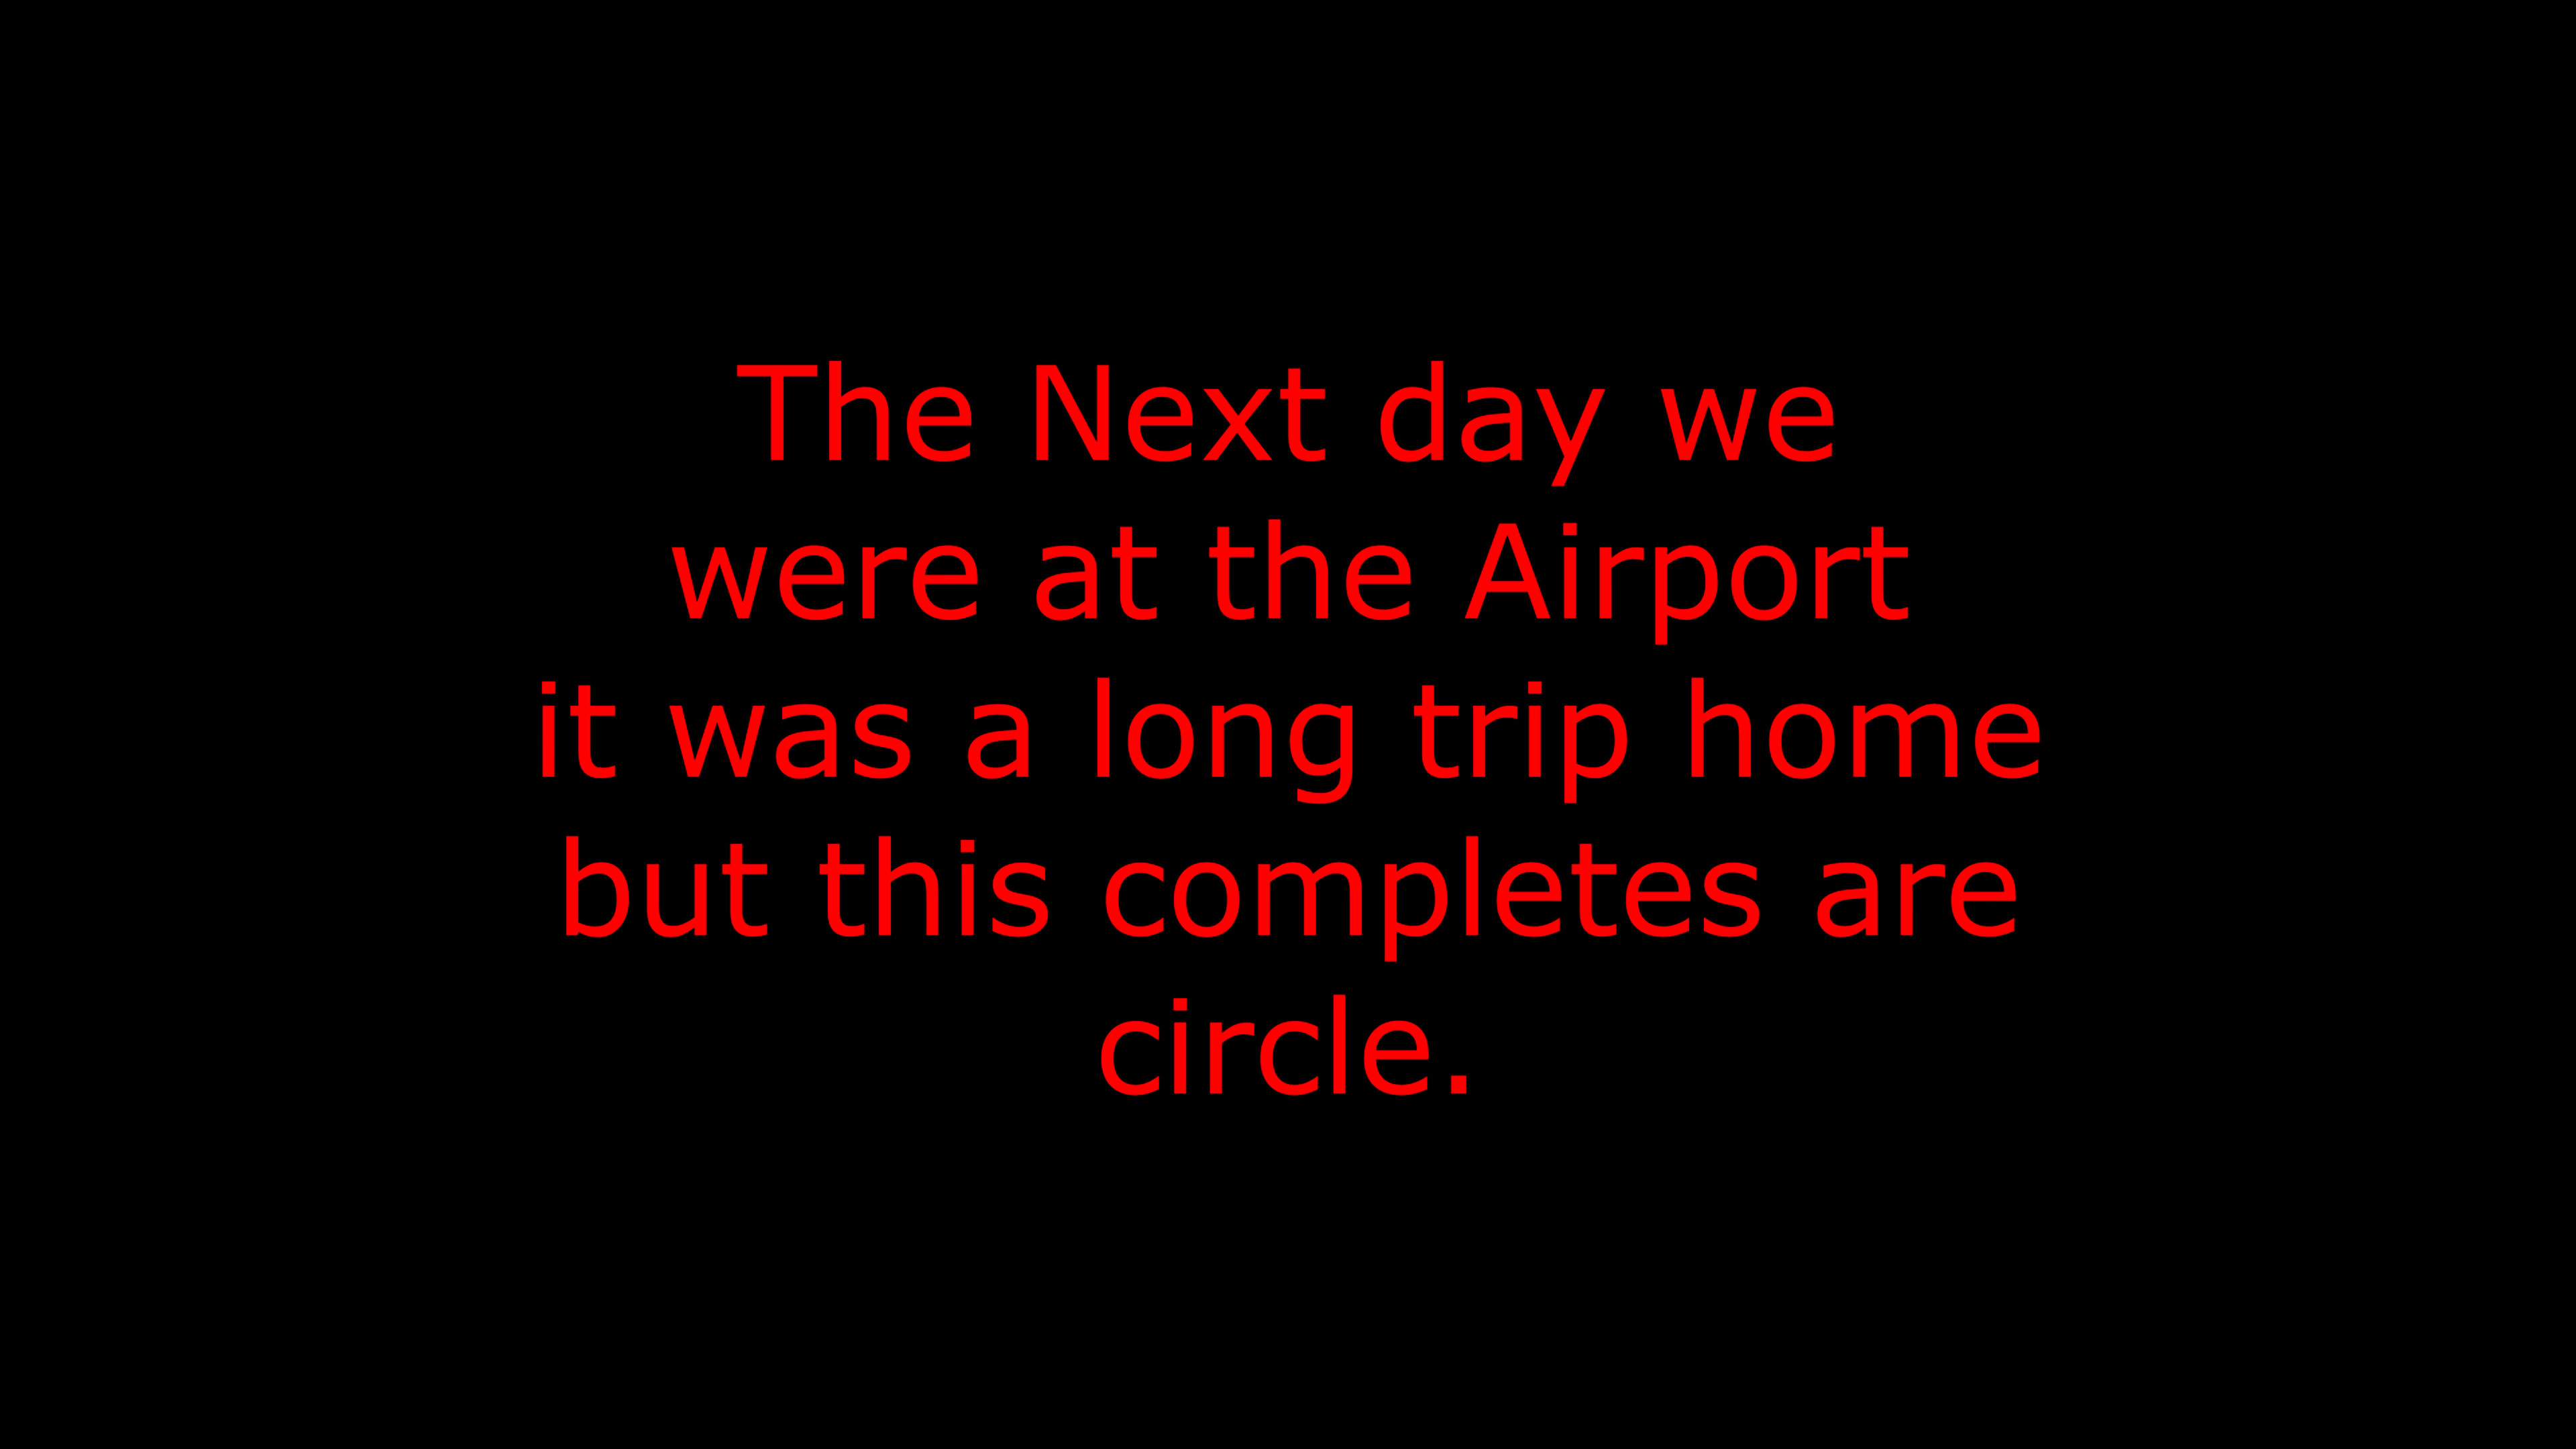 The Next day we
were at the Airport
it was a long trip home
but this completes are
circle.